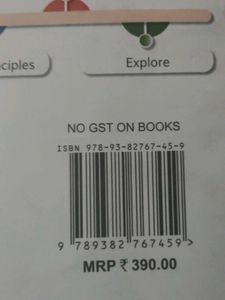 ciples
Explore
NO GST ON BOOKS
ISBN 978-93-82767-45-9
9 789382 767459 >
MRP ₹ 390.00